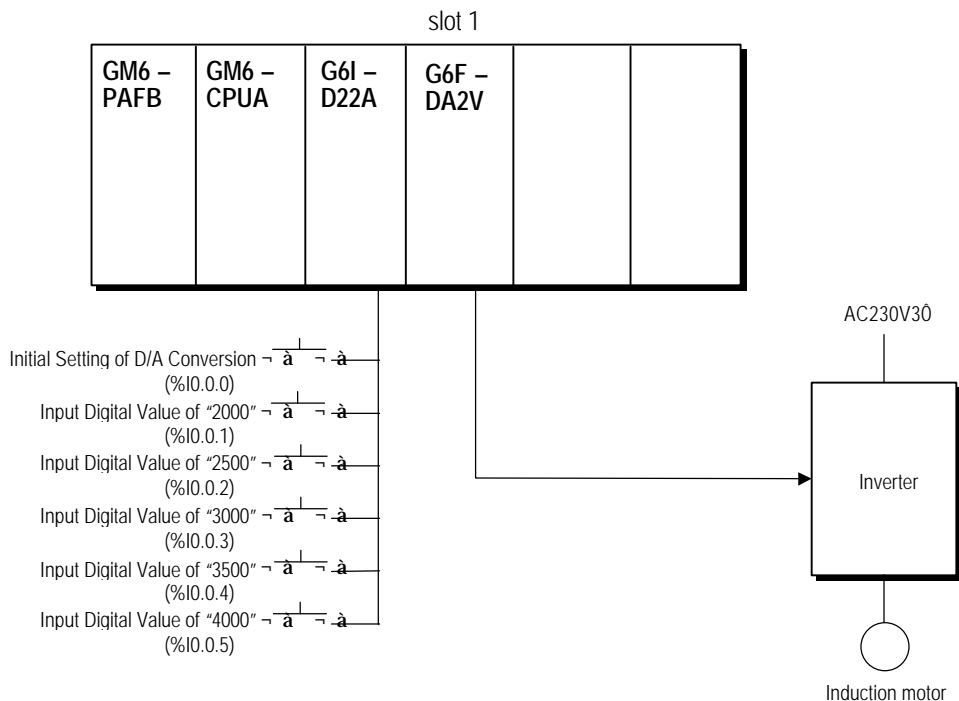 slot 1
GM6 –
PAFB
GM6 –
CPUA
G6I –
D22A
G6F –
DA2V
AC230V3Ô
Initial Setting of D/A Conversion ¬ à ¬ à
(%I0.0.0)
Input Digital Value of “2000” ¬ à ¬ à
(%I0.0.1)
Input Digital Value of “2500” ¬ à ¬ à
(%I0.0.2)
Input Digital Value of “3000” ¬ à ¬ à
(%I0.0.3)
Input Digital Value of “3500” ¬ à ¬ à
(%I0.0.4)
Input Digital Value of “4000” ¬ à ¬ à
(%I0.0.5)
Inverter
Induction motor